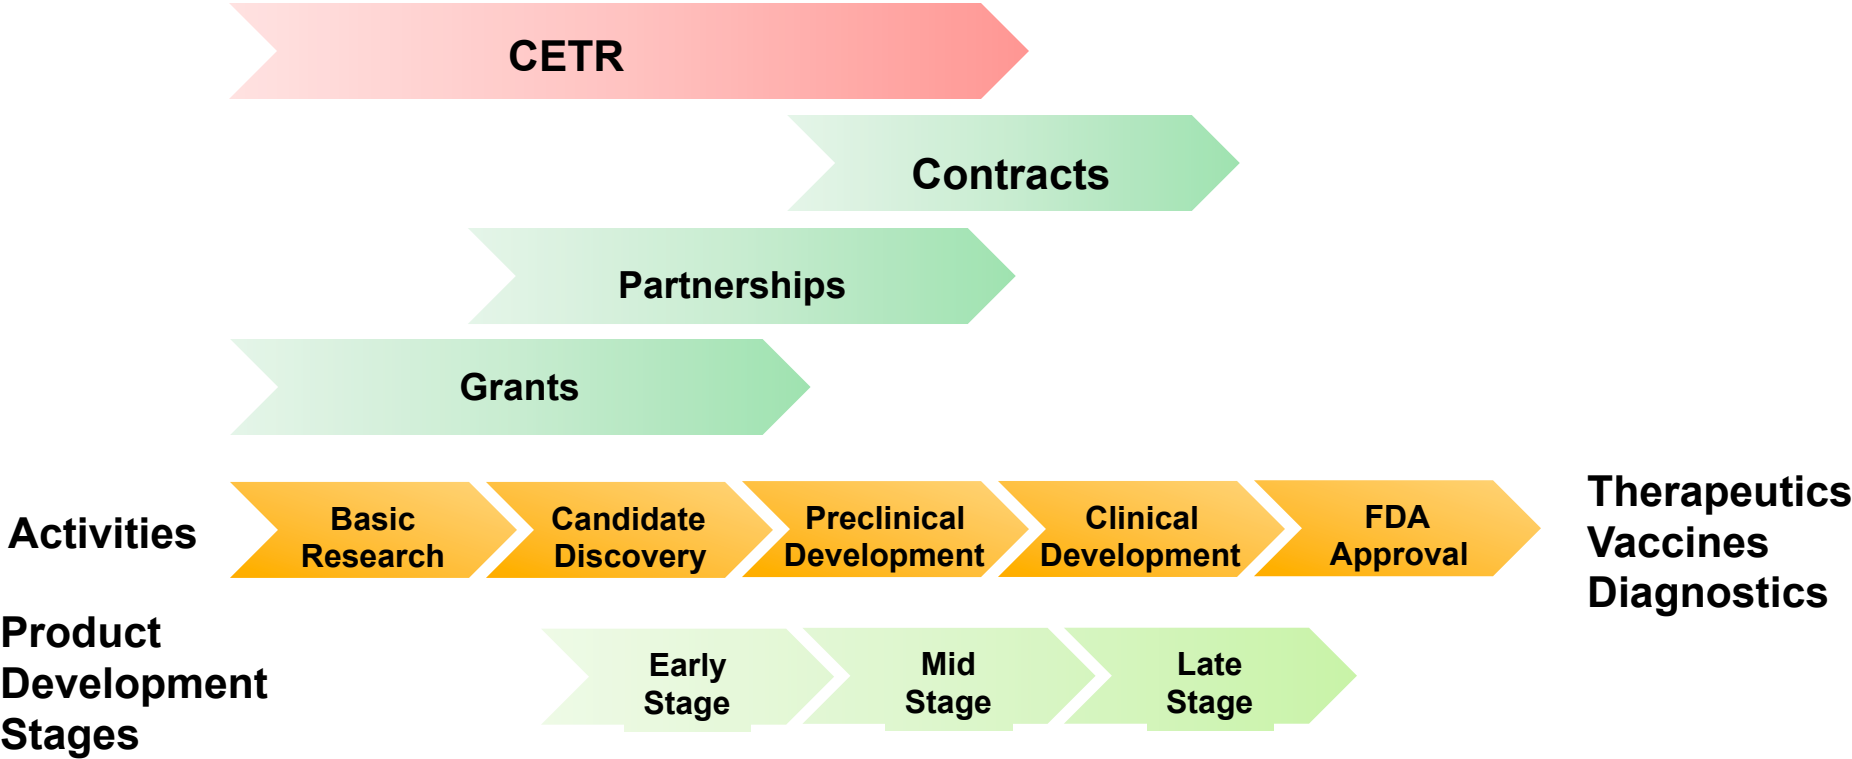 CETR
Contracts
Partnerships
Grants
Activities
Basic
Research
Candidate
Discovery
Preclinical
Development
Clinical
Development
FDA
Approval
Therapeutics
Vaccines
Diagnostics
Product
Development
Stages
Early
Stage
Mid
Stage
Late
Stage